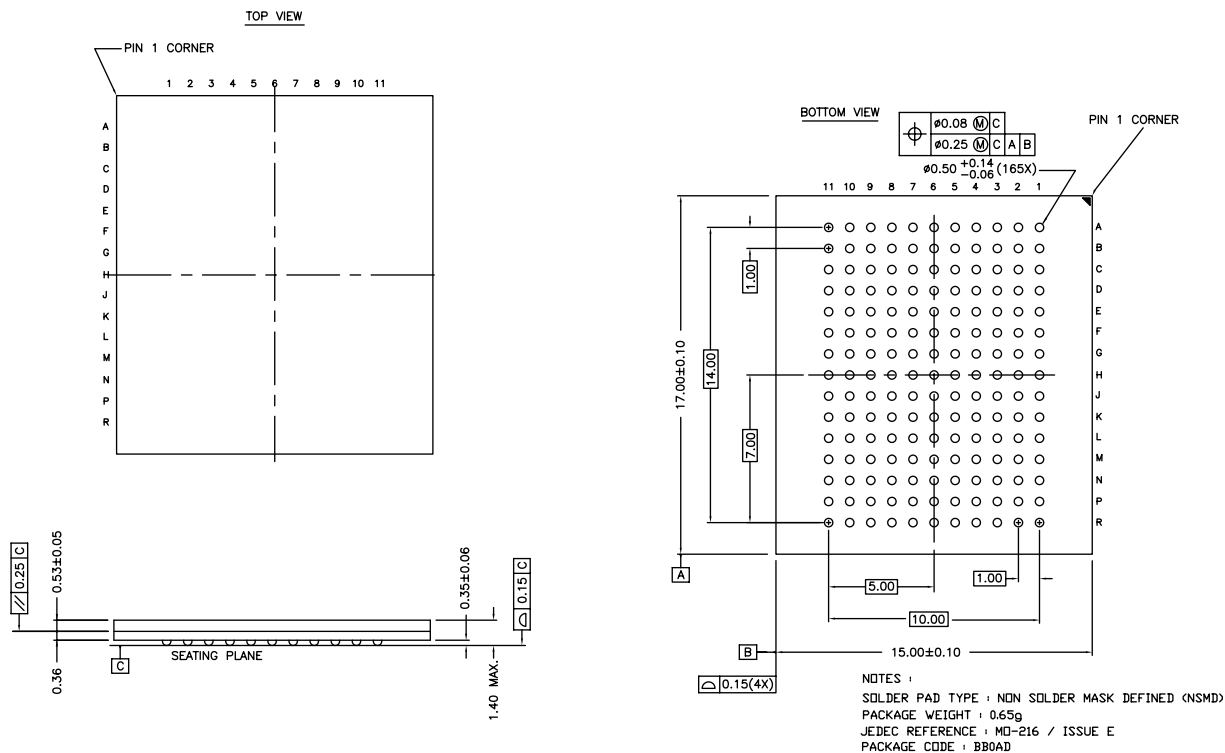 TOP VIEW
PIN 1 CORNER
1 2 3 4 5 6 7 8 9 10 11
A
B
C
D
E
F
G
H
J
K
L
M
N
P
R
BOTTOM VIEW
PIN 1 CORNER
⌖ ø0.08 Ⓜ C
ø0.25 Ⓜ C A B
ø0.50 +0.14 -0.06 (165X)
11 10 9 8 7 6 5 4 3 2 1
A
B
C
D
E
F
G
H
J
K
L
M
N
P
R
1.00
17.00±0.10
14.00
7.00
A
5.00
1.00
10.00
B
15.00±0.10
⌓ 0.15(4X)
// 0.25 C
0.53±0.05
0.36
C
SEATING PLANE
0.35±0.06
1.40 MAX.
⌓ 0.15 C
NOTES :
SOLDER PAD TYPE : NON SOLDER MASK DEFINED (NSMD)
PACKAGE WEIGHT : 0.65g
JEDEC REFERENCE : MO-216 / ISSUE E
PACKAGE CODE : BB0AD